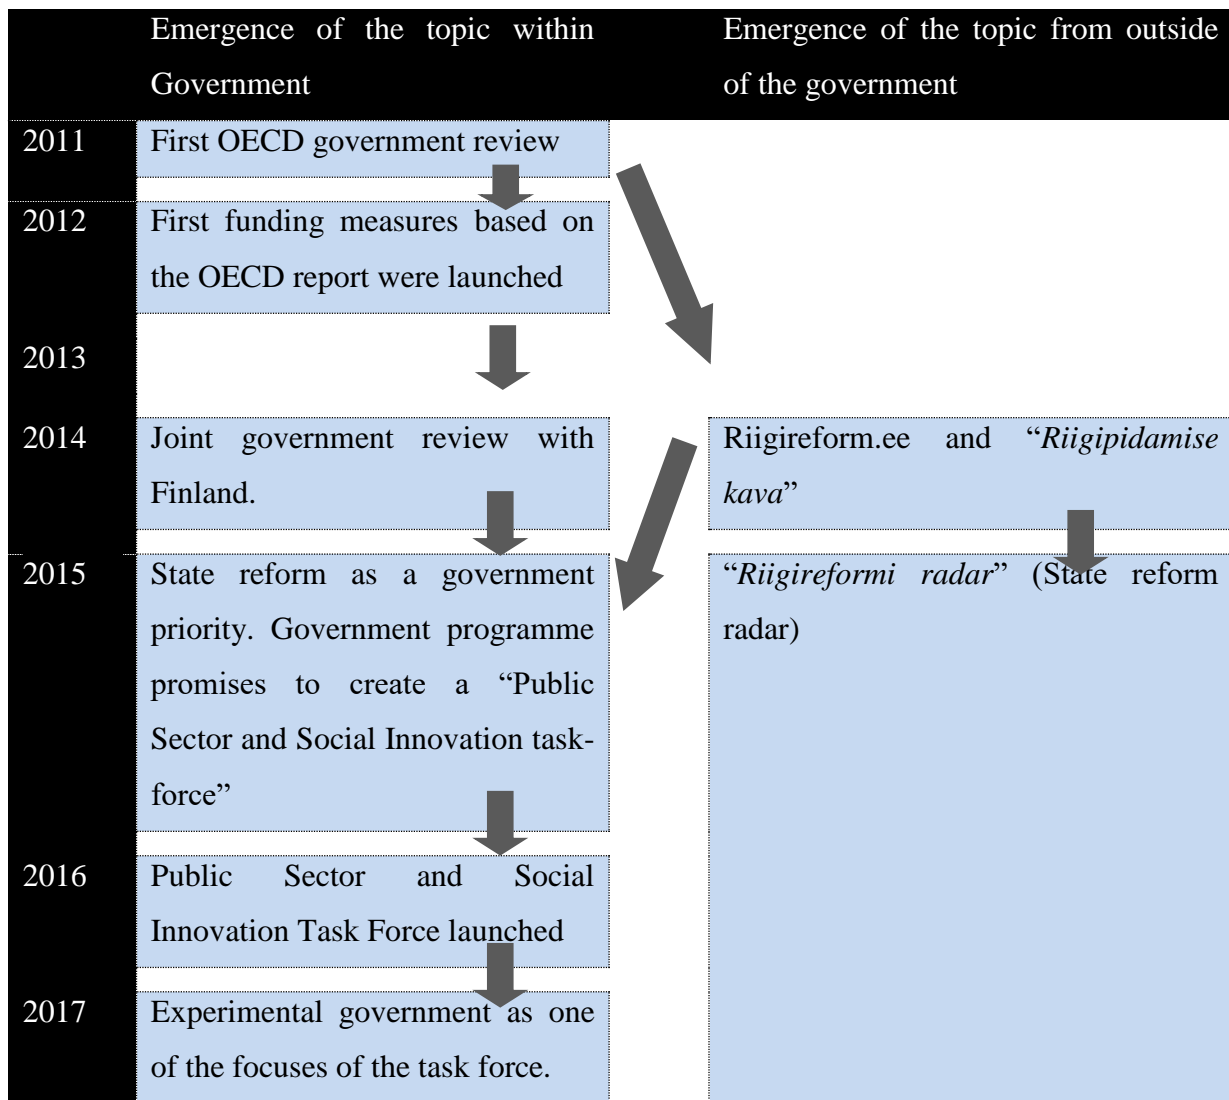 Emergence of the topic within
Government
Emergence of the topic from outside
of the government
2011
First OECD government review
2012
First funding measures based on
the OECD report were launched
2013
2014
Joint government review with
Finland.
Riigireform.ee and “Riigipidamise
kava”
2015
State reform as a government
priority. Government programme
promises to create a “Public
Sector and Social Innovation task-
force”
“Riigireformi radar” (State reform
radar)
2016
Public Sector and Social
Innovation Task Force launched
2017
Experimental government as one
of the focuses of the task force.